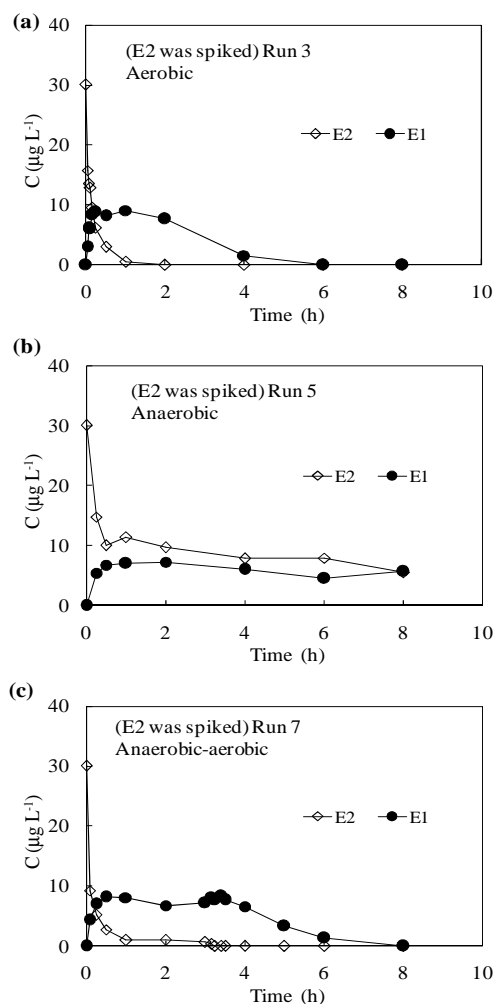 (a)
40
30
20
10
0
C (µg L⁻¹)
(E2 was spiked) Run 3
Aerobic
E2
E1
0 2 4 6 8 10
Time (h)
(b)
40
30
20
10
0
C (µg L⁻¹)
(E2 was spiked) Run 5
Anaerobic
E2
E1
0 2 4 6 8 10
Time (h)
(c)
40
30
20
10
0
C (µg L⁻¹)
(E2 was spiked) Run 7
Anaerobic-aerobic
E2
E1
0 2 4 6 8 10
Time (h)